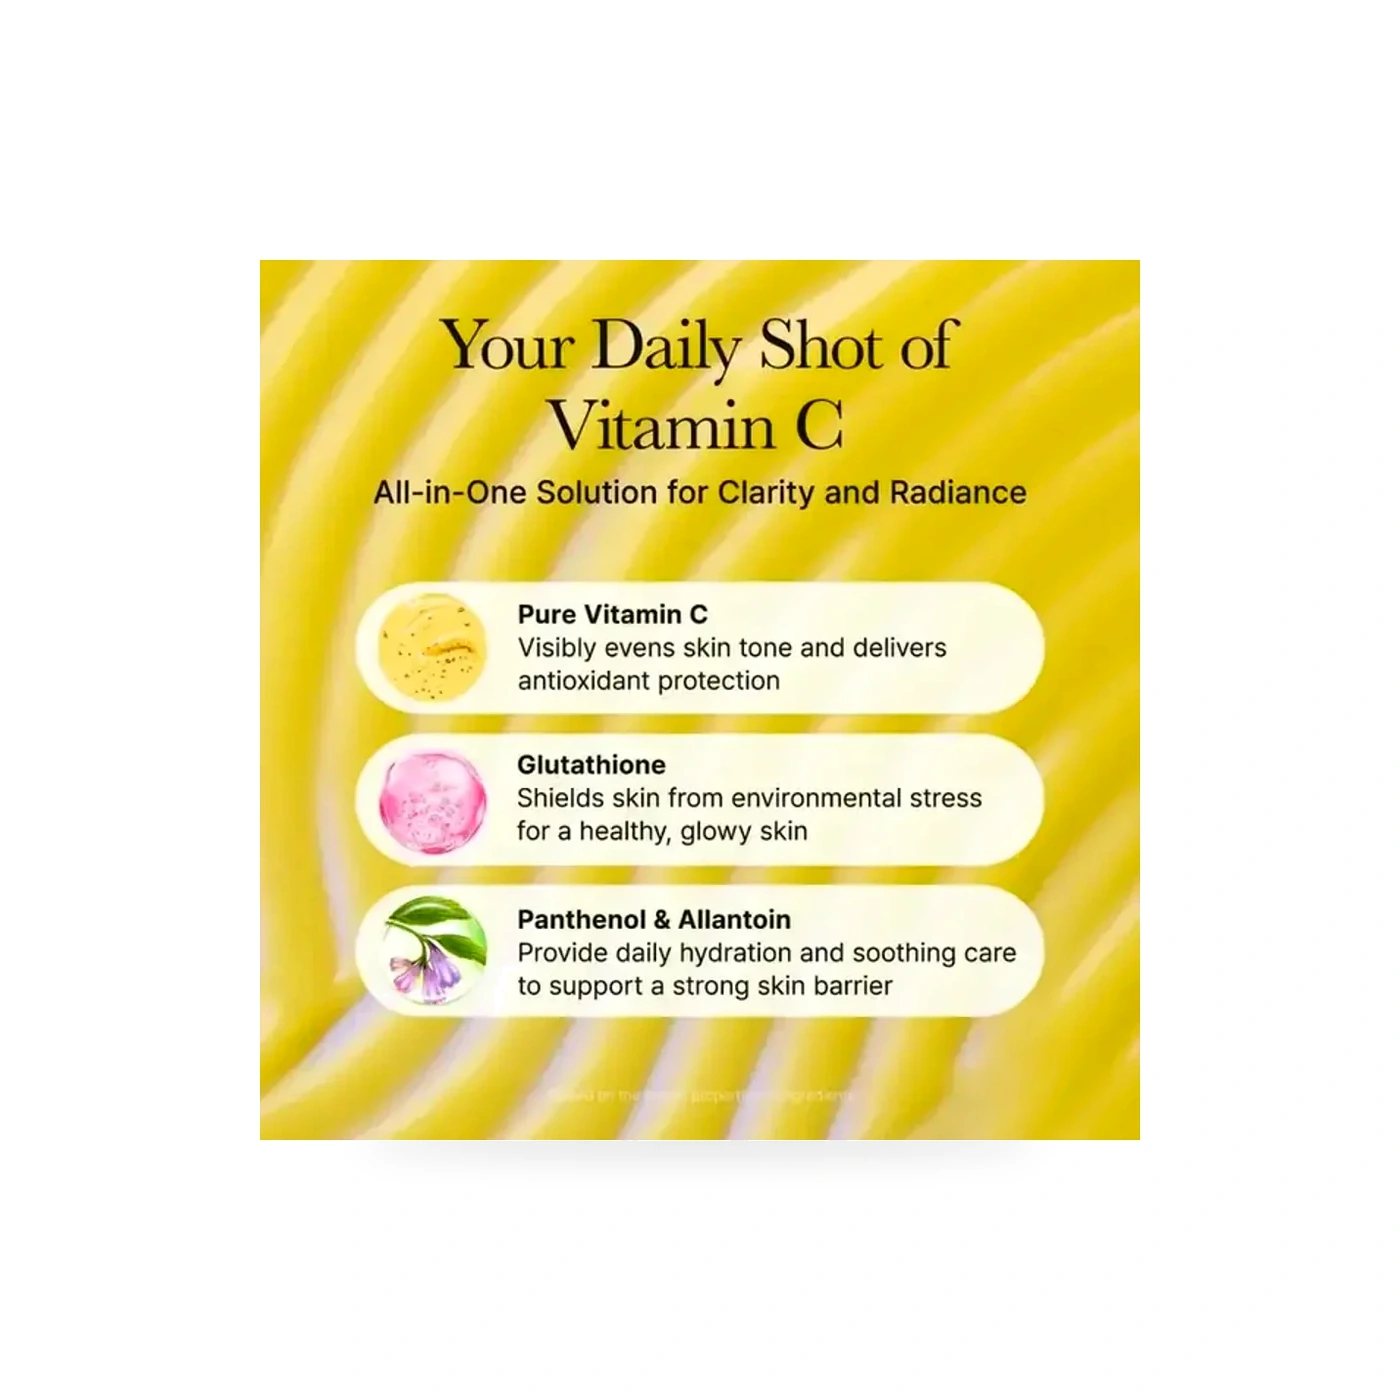 Your Daily Shot of
Vitamin C
All-in-One Solution for Clarity and Radiance
Pure Vitamin C
Visibly evens skin tone and delivers
antioxidant protection
Glutathione
Shields skin from environmental stress
for a healthy, glowy skin
Panthenol & Allantoin
Provide daily hydration and soothing care
to support a strong skin barrier
on the